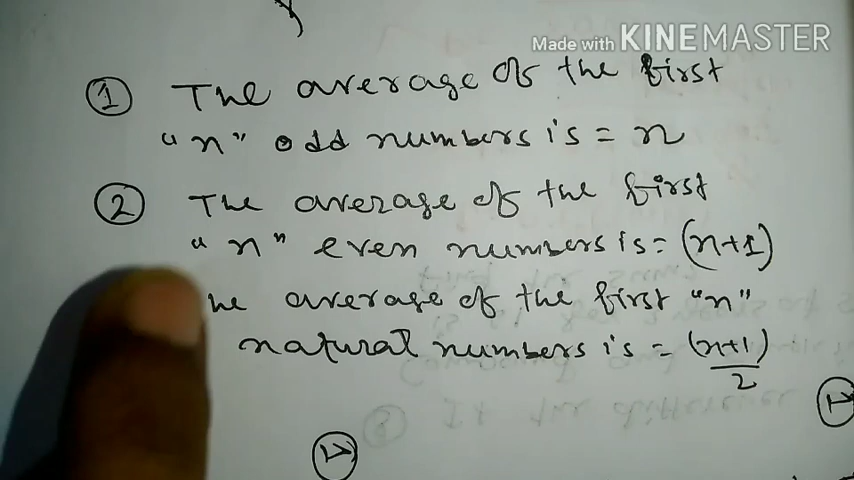 Made with KINEMASTER
① The average of the first
"n" odd numbers is = n
② The average of the first
"n" even numbers is = (n+1)
he average of the first "n"
natural numbers is = (n+1)/2